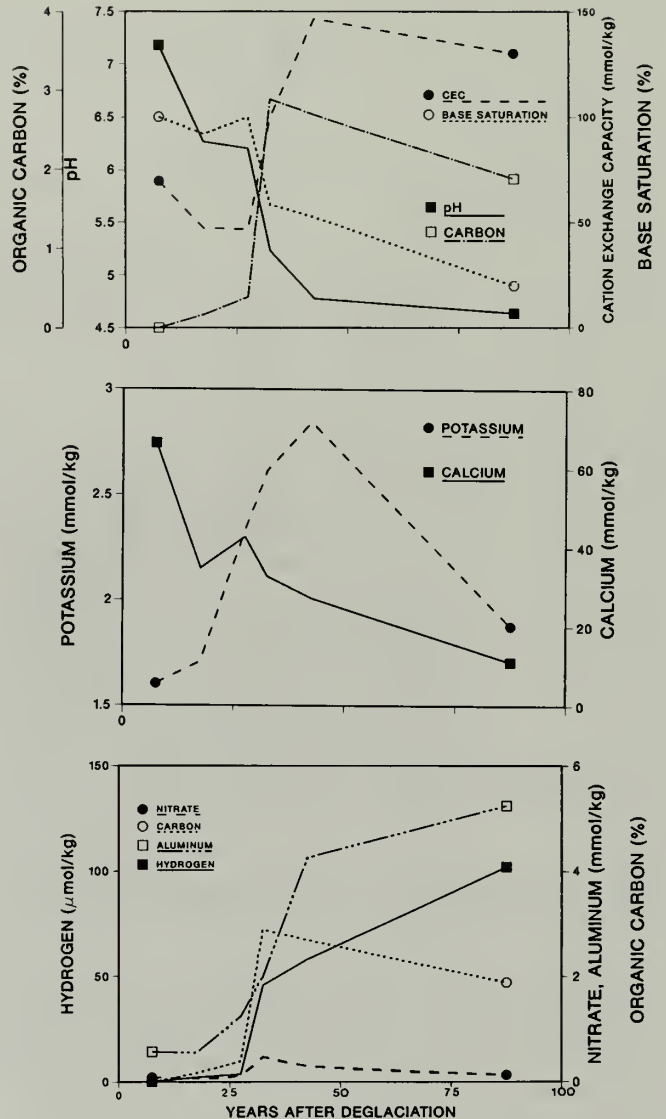 ORGANIC CARBON (%)
4
3
2
1
0
pH
7.5
7
6.5
6
5.5
5
4.5
0
CEC
BASE SATURATION
pH
CARBON
150
100
50
0
CATION EXCHANGE CAPACITY (mmol/kg)
BASE SATURATION (%)
POTASSIUM (mmol/kg)
3
2.5
2
1.5
0
POTASSIUM
CALCIUM
80
60
40
20
0
CALCIUM (mmol/kg)
HYDROGEN (μmol/kg)
150
100
50
0
NITRATE
CARBON
ALUMINUM
HYDROGEN
6
4
2
0
NITRATE, ALUMINUM (mmol/kg)
ORGANIC CARBON (%)
0
25
50
75
100
YEARS AFTER DEGLACIATION